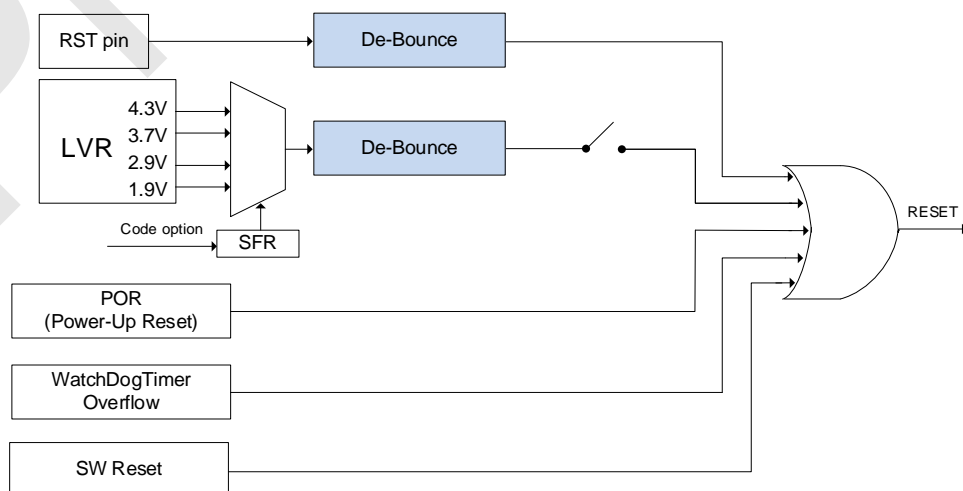 RST pin
De-Bounce
LVR
4.3V
3.7V
2.9V
1.9V
De-Bounce
Code option
SFR
RESET
POR
(Power-Up Reset)
WatchDogTimer
Overflow
SW Reset